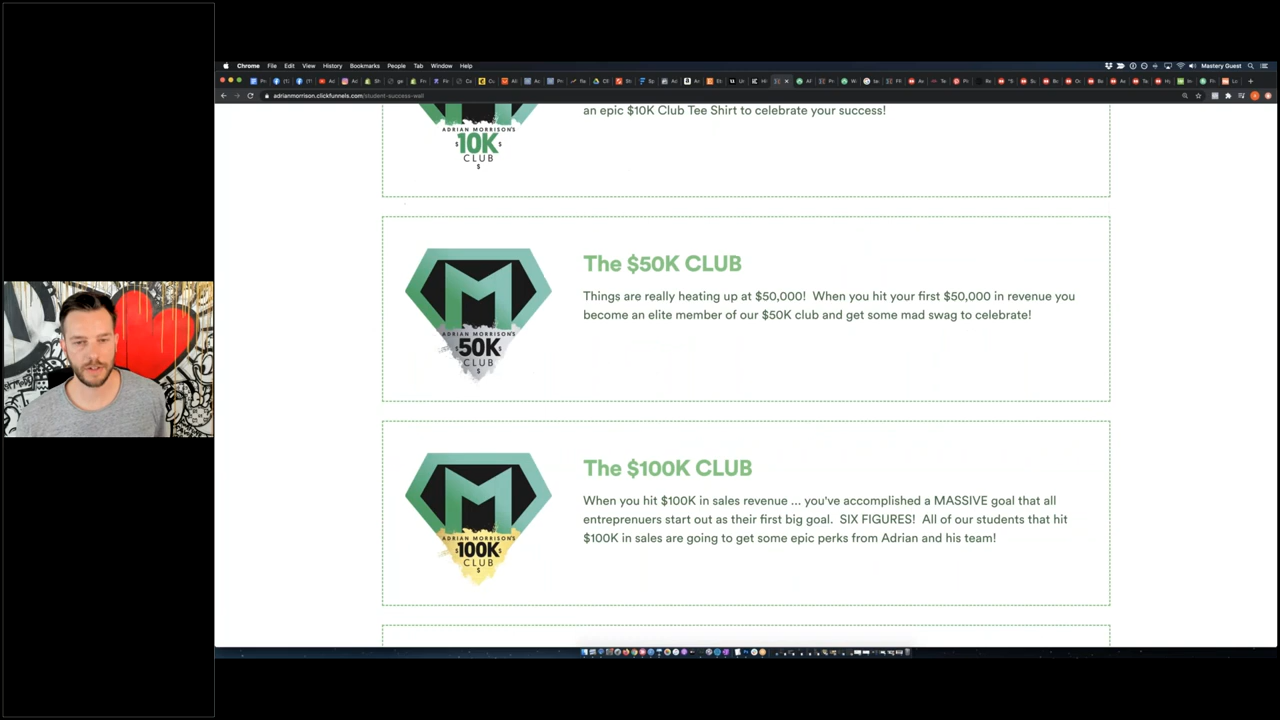 Chrome File Edit View History Bookmarks People Tab Window Help
Mastery Guest
adrianmorrison.clickfunnels.com/student-success-wall
an epic $10K Club Tee Shirt to celebrate your success!
ADRIAN MORRISON'S
$10K$
CLUB
$
The $50K CLUB
Things are really heating up at $50,000! When you hit your first $50,000 in revenue you
become an elite member of our $50K club and get some mad swag to celebrate!
M
ADRIAN MORRISON'S
$50K$
CLUB
$
The $100K CLUB
When you hit $100K in sales revenue ... you've accomplished a MASSIVE goal that all
entreprenuers start out as their first big goal. SIX FIGURES! All of our students that hit
$100K in sales are going to get some epic perks from Adrian and his team!
M
ADRIAN MORRISON'S
$100K$
CLUB
$